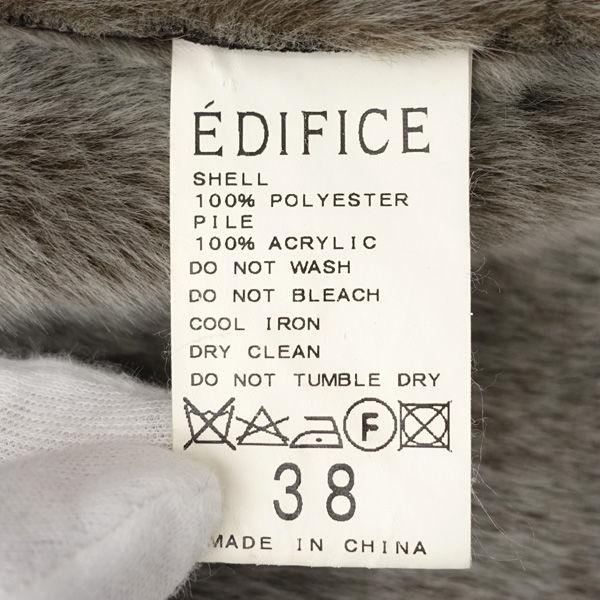 ÉDIFICE
SHELL
100% POLYESTER
PILE
100% ACRYLIC
DO NOT WASH
DO NOT BLEACH
COOL IRON
DRY CLEAN
DO NOT TUMBLE DRY
F
38
MADE IN CHINA